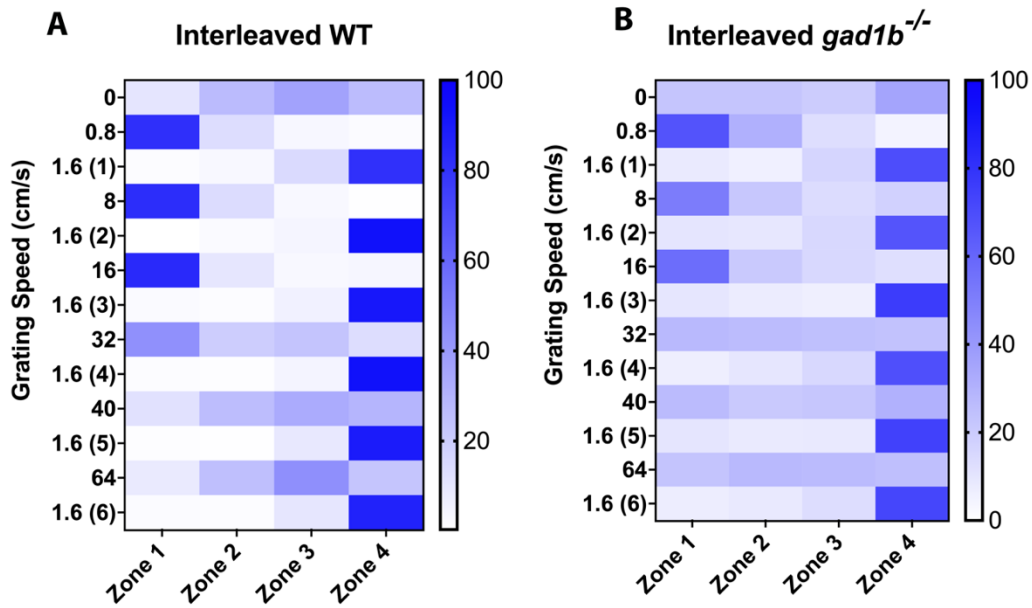 A
Interleaved WT
Grating Speed (cm/s)
0
0.8
1.6 (1)
8
1.6 (2)
16
1.6 (3)
32
1.6 (4)
40
1.6 (5)
64
1.6 (6)
Zone 1
Zone 2
Zone 3
Zone 4
100
80
60
40
20
B
Interleaved gad1b-/-
Grating Speed (cm/s)
0
0.8
1.6 (1)
8
1.6 (2)
16
1.6 (3)
32
1.6 (4)
40
1.6 (5)
64
1.6 (6)
Zone 1
Zone 2
Zone 3
Zone 4
100
80
60
40
20
0